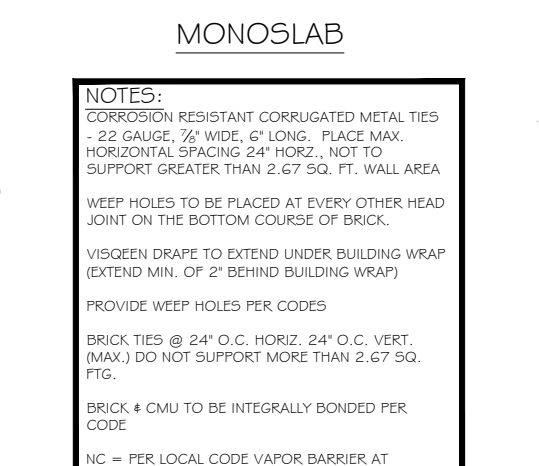 MONOSLAB
NOTES:
CORROSION RESISTANT CORRUGATED METAL TIES
- 22 GAUGE, ⅞" WIDE, 6" LONG. PLACE MAX.
HORIZONTAL SPACING 24" HORZ., NOT TO
SUPPORT GREATER THAN 2.67 SQ. FT. WALL AREA
WEEP HOLES TO BE PLACED AT EVERY OTHER HEAD
JOINT ON THE BOTTOM COURSE OF BRICK.
VISQEEN DRAPE TO EXTEND UNDER BUILDING WRAP
(EXTEND MIN. OF 2" BEHIND BUILDING WRAP)
PROVIDE WEEP HOLES PER CODES
BRICK TIES @ 24" O.C. HORIZ. 24" O.C. VERT.
(MAX.) DO NOT SUPPORT MORE THAN 2.67 SQ.
FTG.
BRICK & CMU TO BE INTEGRALLY BONDED PER
CODE
NC = PER LOCAL CODE VAPOR BARRIER AT